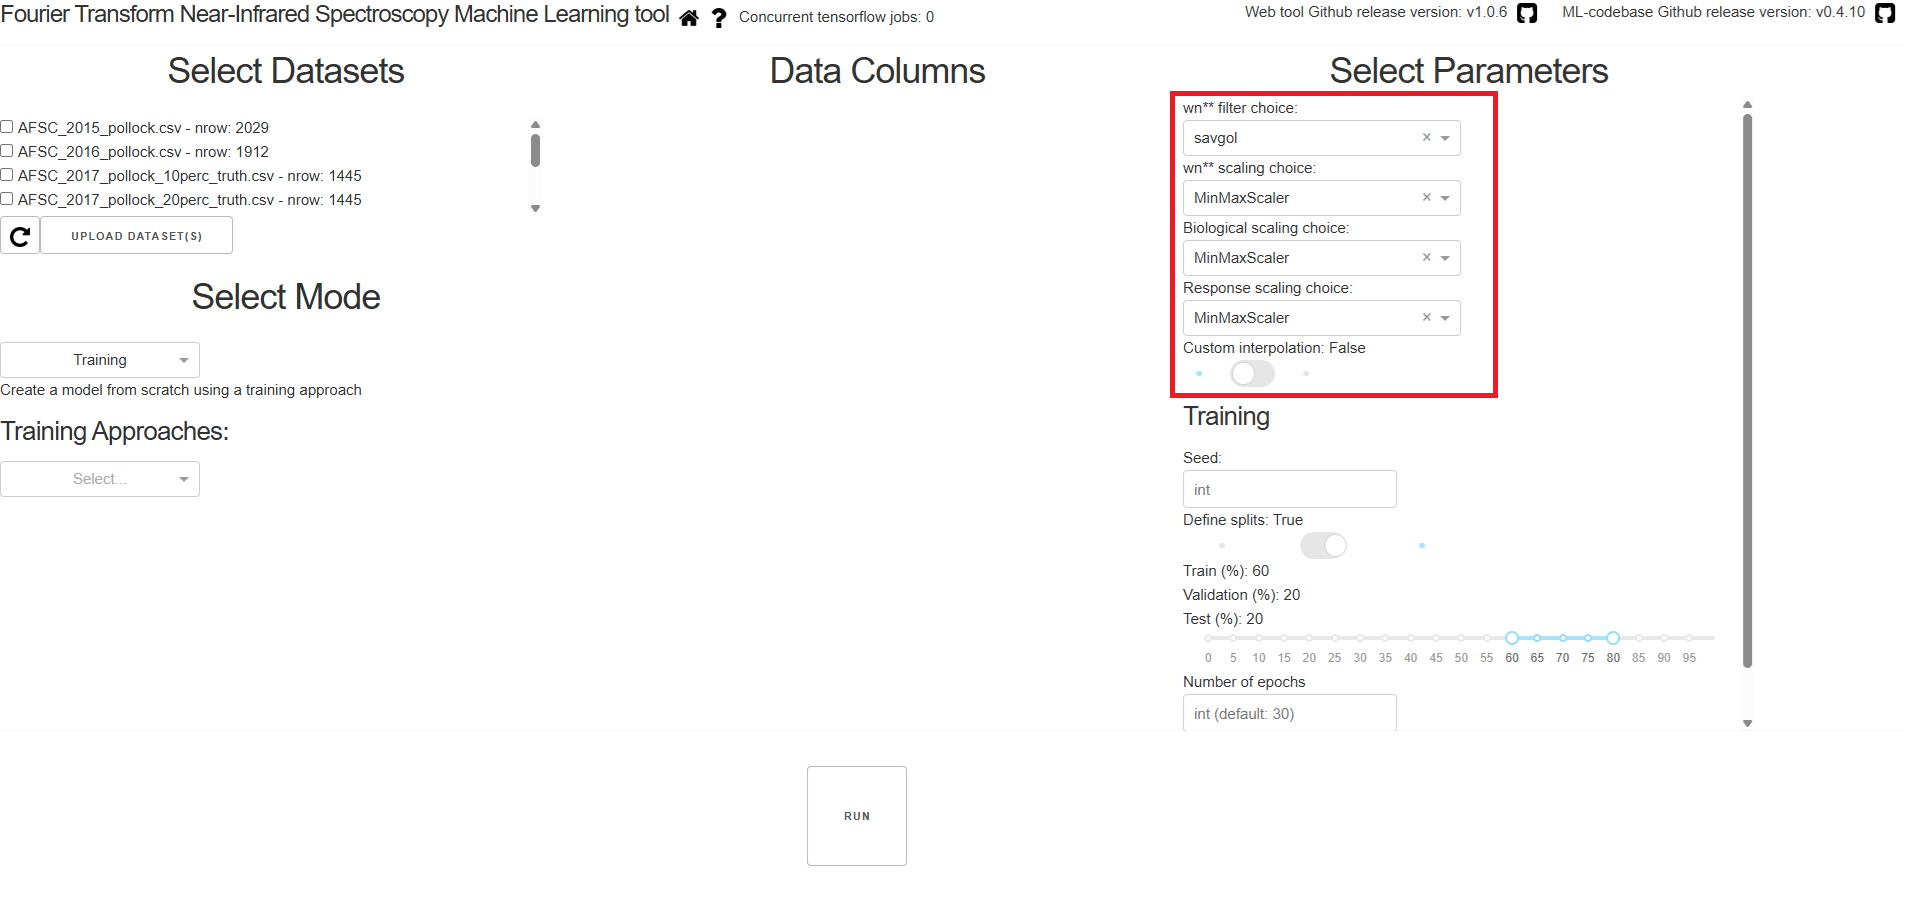 Fourier Transform Near-Infrared Spectroscopy Machine Learning tool ? Concurrent tensorflow jobs: 0 Web tool Github release version: v1.0.6 ML-codebase Github release version: v0.4.10
Select Datasets
AFSC_2015_pollock.csv - nrow: 2029
AFSC_2016_pollock.csv - nrow: 1912
AFSC_2017_pollock_10perc_truth.csv - nrow: 1445
AFSC_2017_pollock_20perc_truth.csv - nrow: 1445
UPLOAD DATASET(S)
Select Mode
Training
Create a model from scratch using a training approach
Training Approaches:
Select...
Data Columns
Select Parameters
wn** filter choice:
savgol ×
wn** scaling choice:
MinMaxScaler ×
Biological scaling choice:
MinMaxScaler ×
Response scaling choice:
MinMaxScaler ×
Custom interpolation: False
Training
Seed:
int
Define splits: True
Train (%): 60
Validation (%): 20
Test (%): 20
0 5 10 15 20 25 30 35 40 45 50 55 60 65 70 75 80 85 90 95
Number of epochs
int (default: 30)
RUN